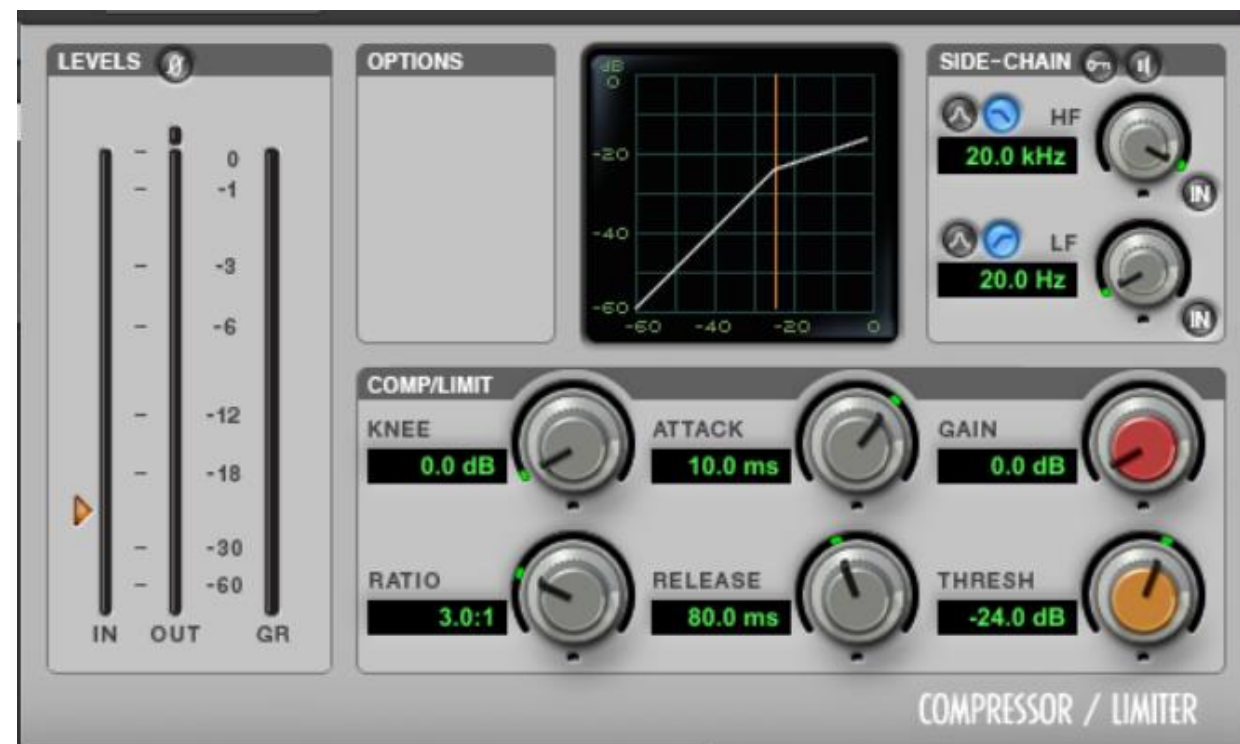 LEVELS
0
-1
-3
-6
-12
-18
-30
-60
IN OUT GR
OPTIONS
dB
0
-20
-40
-60
-60 -40 -20 0
SIDE-CHAIN
HF
20.0 kHz
IN
LF
20.0 Hz
IN
COMP/LIMIT
KNEE
0.0 dB
ATTACK
10.0 ms
GAIN
0.0 dB
RATIO
3.0:1
RELEASE
80.0 ms
THRESH
-24.0 dB
COMPRESSOR / LIMITER